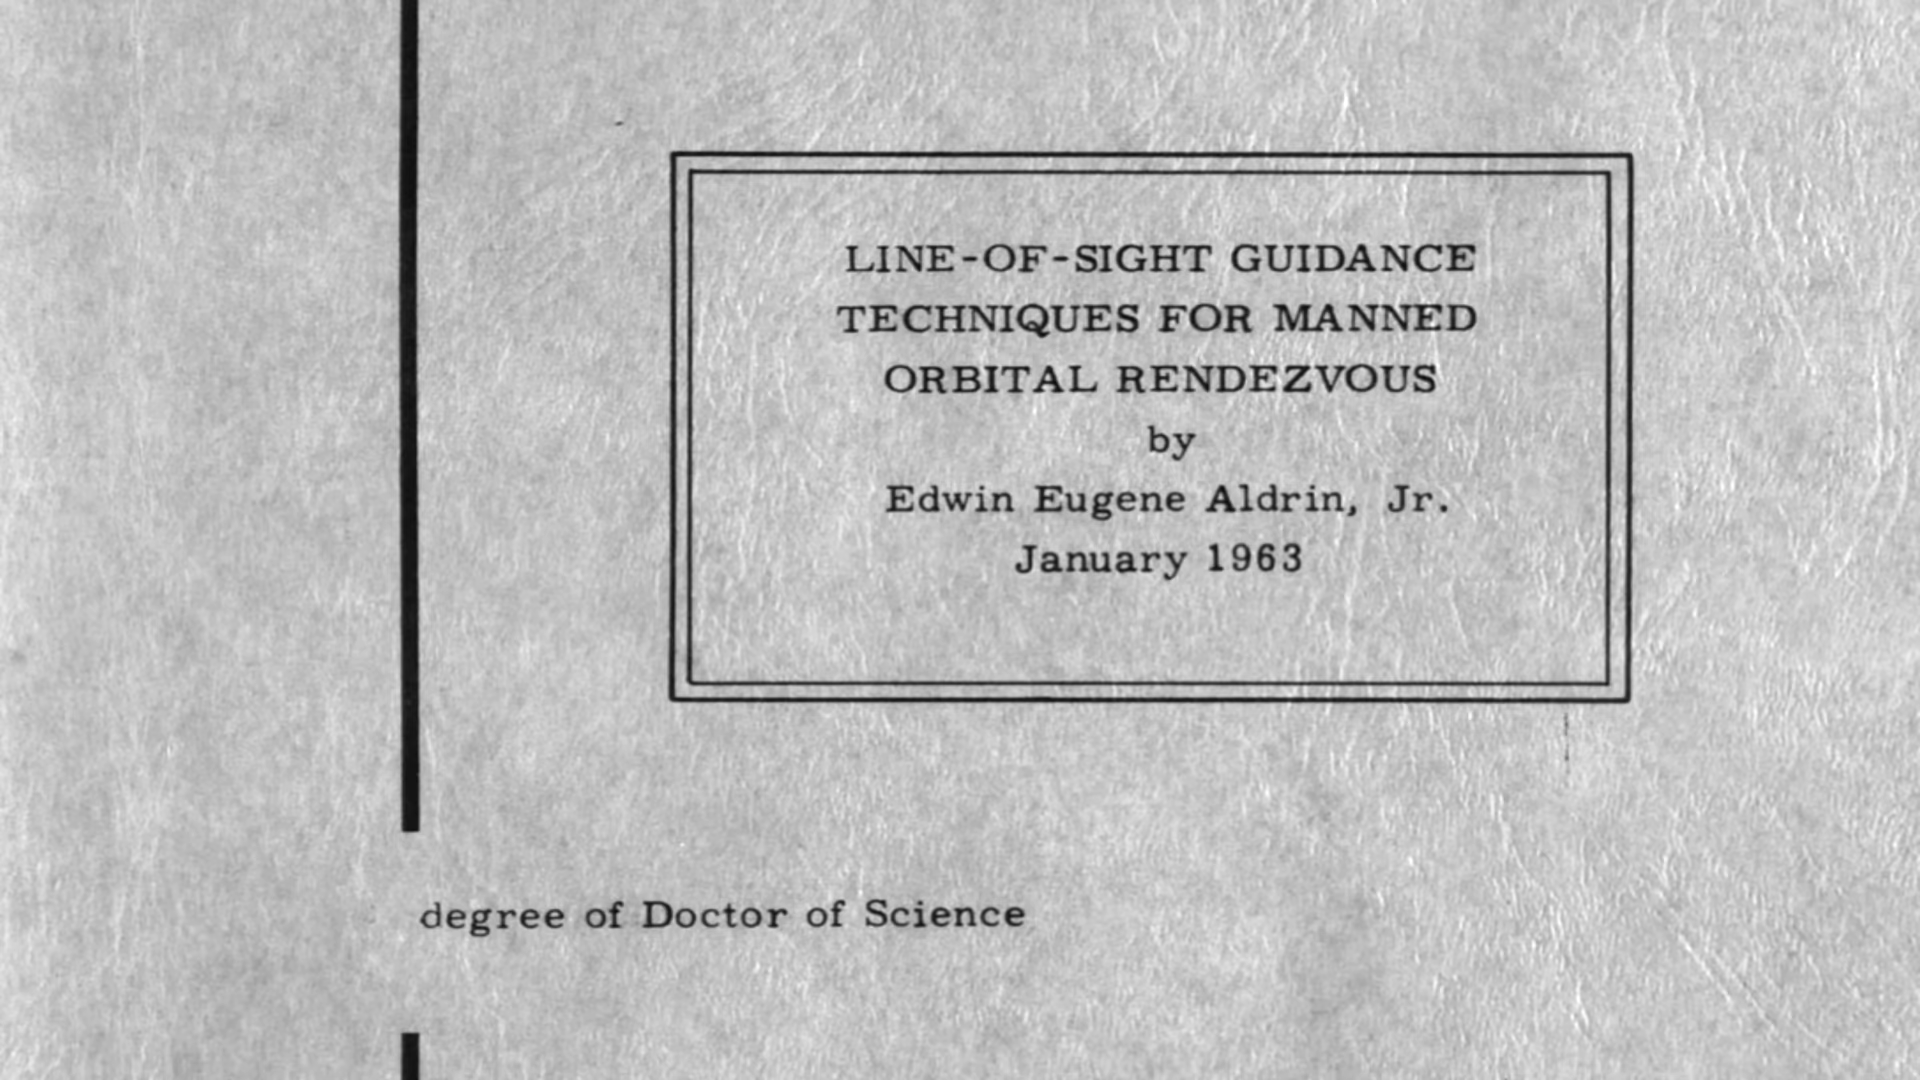 LINE-OF-SIGHT GUIDANCE
TECHNIQUES FOR MANNED
ORBITAL RENDEZVOUS
by
Edwin Eugene Aldrin, Jr.
January 1963
degree of Doctor of Science